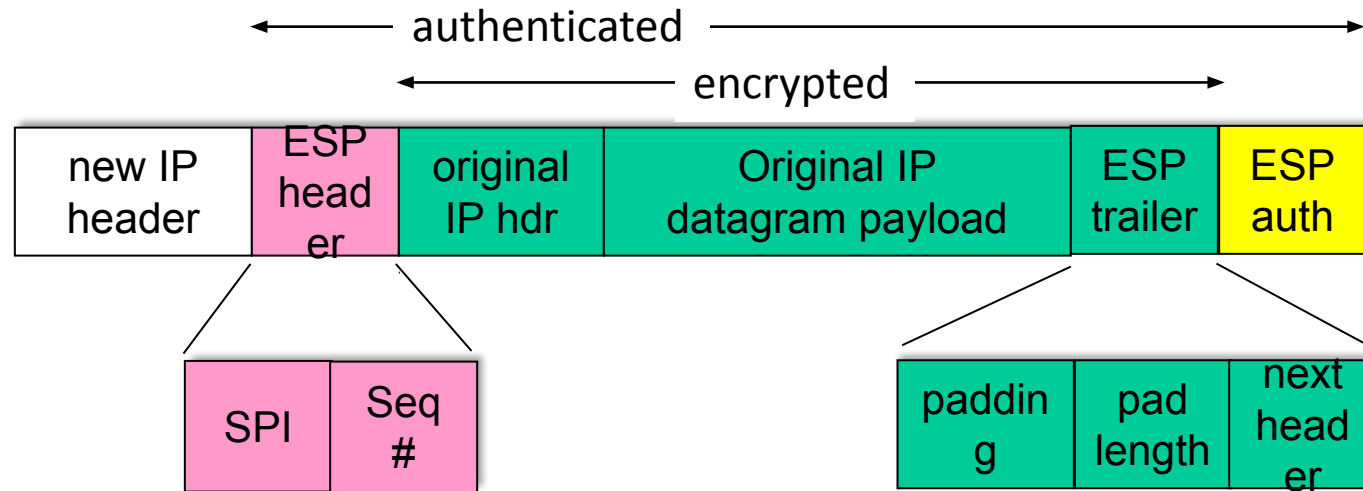 authenticated
encrypted
new IP
header
ESP
head
er
original
IP hdr
Original IP
datagram payload
ESP
trailer
ESP
auth
SPI
Seq
#
paddin
g
pad
length
next
head
er